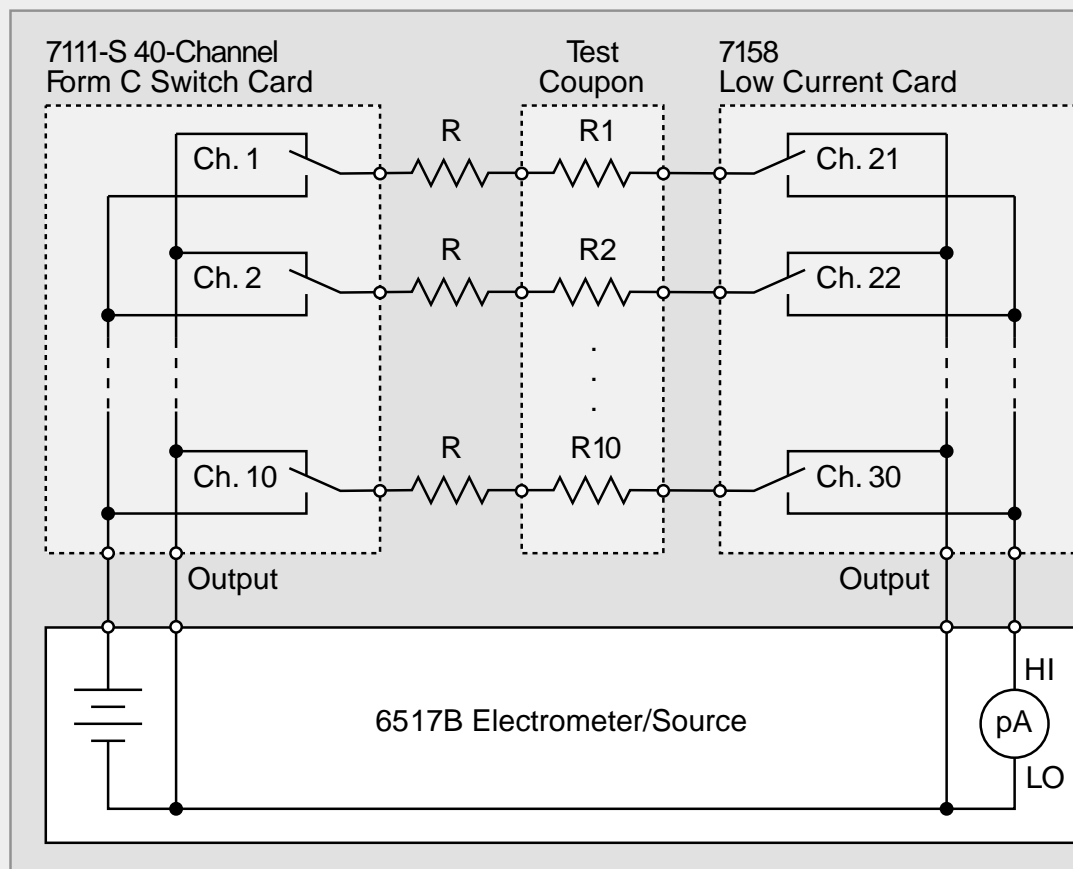 7111-S 40-Channel
Form C Switch Card
Test
Coupon
7158
Low Current Card
Ch. 1
R
R1
Ch. 21
Ch. 2
R
R2
Ch. 22
.
.
.
Ch. 10
R
R10
Ch. 30
Output
Output
6517B Electrometer/Source
HI
pA
LO